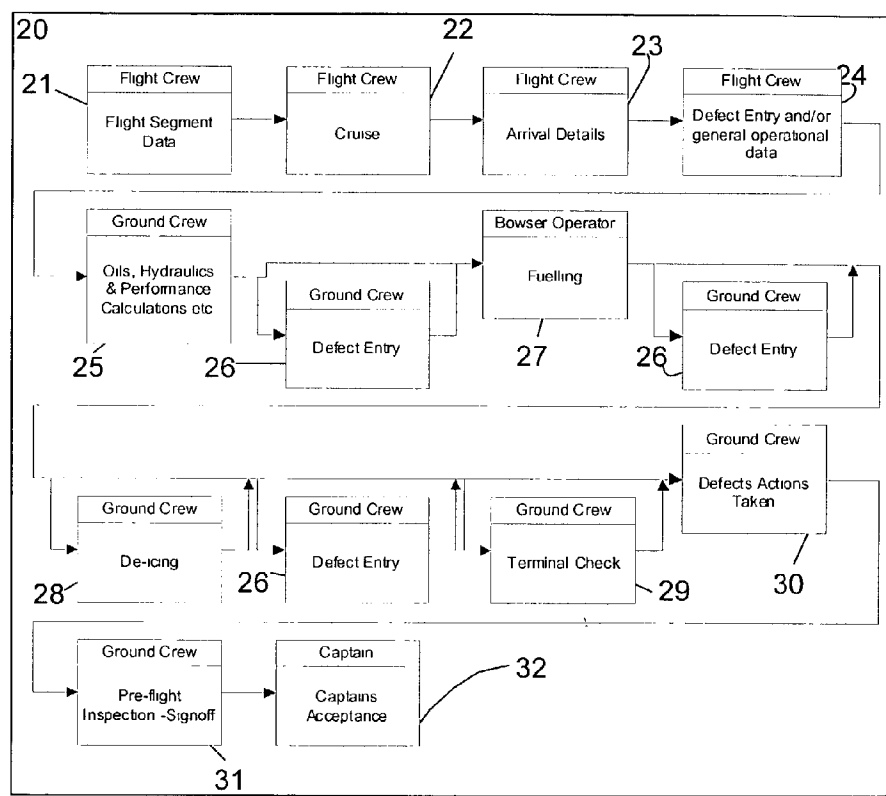 20
21
Flight Crew
Flight Segment
Data
22
Flight Crew
Cruise
23
Flight Crew
Arrival Details
24
Flight Crew
Defect Entry and/or
general operational
data
Ground Crew
Oils, Hydraulics
& Performance
Calculations etc
25
Ground Crew
Defect Entry
26
Bowser Operator
Fuelling
27
Ground Crew
Defect Entry
26
Ground Crew
De-icing
28
Ground Crew
Defect Entry
26
Ground Crew
Terminal Check
29
Ground Crew
Defects Actions
Taken
30
Ground Crew
Pre-flight
Inspection -Signoff
31
Captain
Captains
Acceptance
32